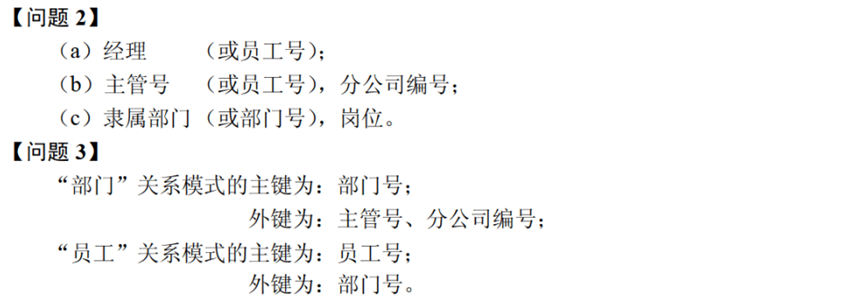 【问题 2】
（a）经理 （或员工号）；
（b）主管号 （或员工号），分公司编号；
（c）隶属部门（或部门号），岗位。
【问题 3】
“部门”关系模式的主键为：部门号；
外键为：主管号、分公司编号；
“员工”关系模式的主键为：员工号；
外键为：部门号。